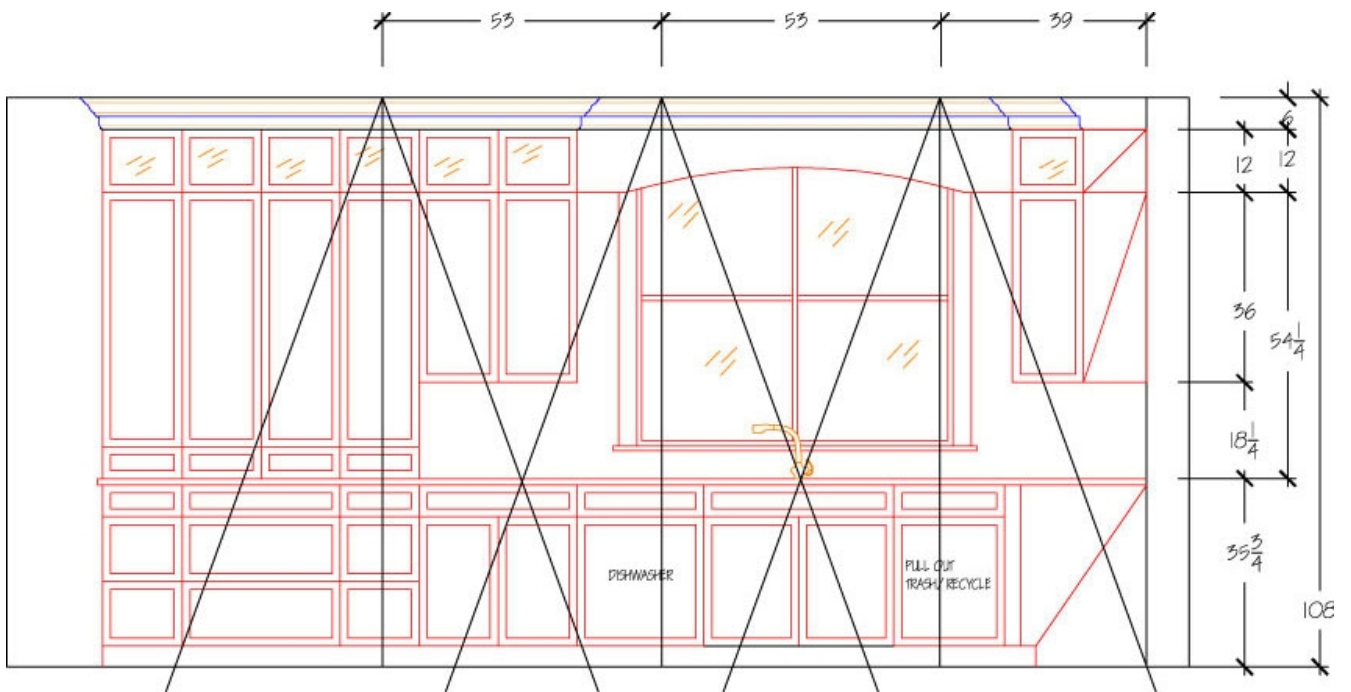 53 53 39
6
12 12
36
54 1/4
18 1/4
35 3/4
108
DISHWASHER
PULL OUT
TRASH/RECYCLE